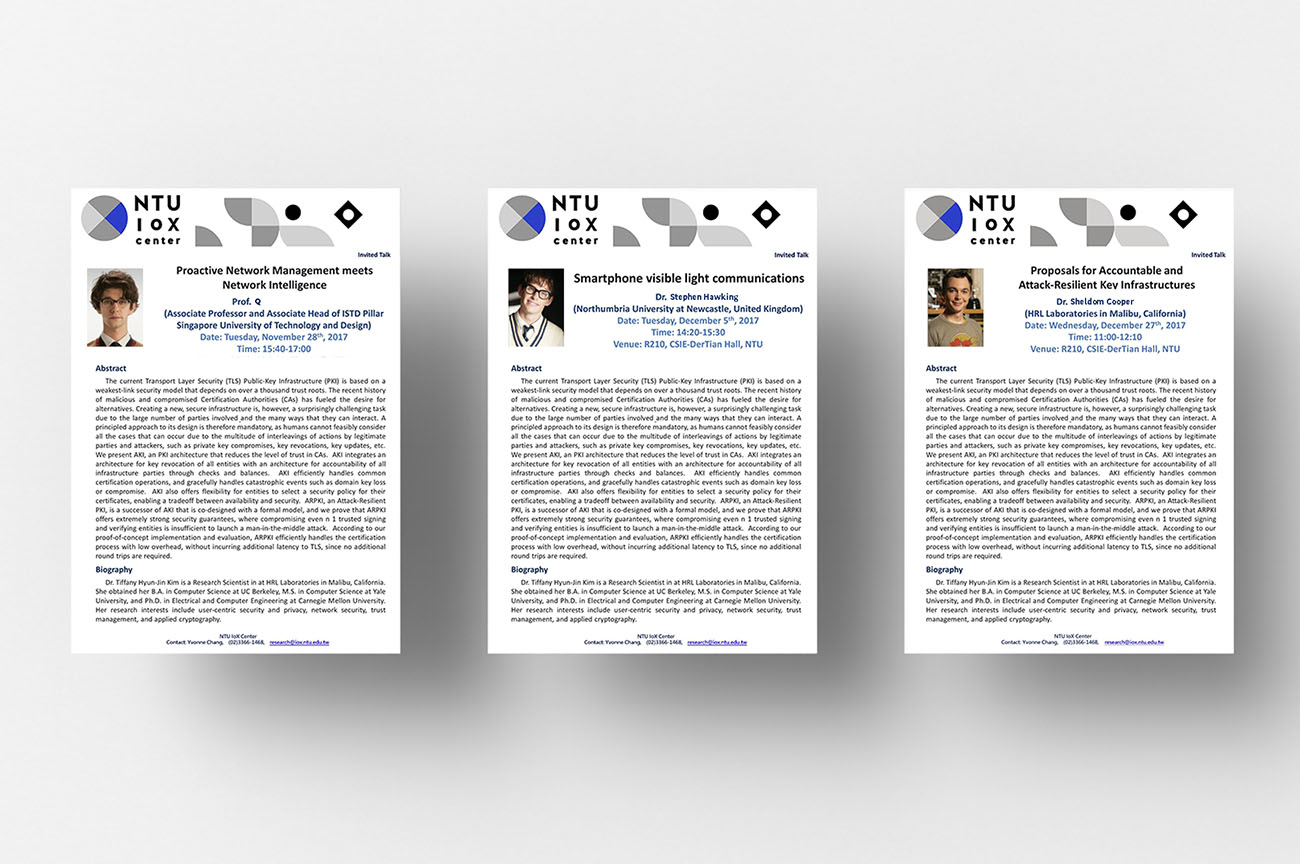 NTU
IoX
center
Invited Talk
Proactive Network Management meets
Network Intelligence
Prof. Q
(Associate Professor and Associate Head of ISTD Pillar
Singapore University of Technology and Design)
Date: Tuesday, November 28th, 2017
Time: 15:40-17:00
Abstract
The current Transport Layer Security (TLS) Public-Key Infrastructure (PKI) is based on a
weakest-link security model that depends on over a thousand trust roots. The recent history
of malicious and compromised Certification Authorities (CAs) has fueled the desire for
alternatives. Creating a new, secure infrastructure is, however, a surprisingly challenging task
due to the large number of parties involved and the many ways that they can interact. A
principled approach to its design is therefore mandatory, as humans cannot feasibly consider
all the cases that can occur due to the multitude of interleavings of actions by legitimate
parties and attackers, such as private key compromises, key revocations, key updates, etc.
We present AKI, an PKI architecture that reduces the level of trust in CAs. AKI integrates an
architecture for key revocation of all entities with an architecture for accountability of all
infrastructure parties through checks and balances. AKI efficiently handles common
certification operations, and gracefully handles catastrophic events such as domain key loss
or compromise. AKI also offers flexibility for entities to select a security policy for their
certificates, enabling a tradeoff between availability and security. ARPKI, an Attack-Resilient
PKI, is a successor of AKI that is co-designed with a formal model, and we prove that ARPKI
offers extremely strong security guarantees, where compromising even n 1 trusted signing
and verifying entities is insufficient to launch a man-in-the-middle attack. According to our
proof-of-concept implementation and evaluation, ARPKI efficiently handles the certification
process with low overhead, without incurring additional latency to TLS, since no additional
round trips are required.
Biography
Dr. Tiffany Hyun-Jin Kim is a Research Scientist in at HRL Laboratories in Malibu, California.
She obtained her B.A. in Computer Science at UC Berkeley, M.S. in Computer Science at Yale
University, and Ph.D. in Electrical and Computer Engineering at Carnegie Mellon University.
Her research interests include user-centric security and privacy, network security, trust
management, and applied cryptography.
NTU IoX Center
Contact: Yvonne Chang, (02)3366-1468, research@iox.ntu.edu.tw
NTU
IoX
center
Invited Talk
Smartphone visible light communications
Dr. Stephen Hawking
(Northumbria University at Newcastle, United Kingdom)
Date: Tuesday, December 5th, 2017
Time: 14:20-15:30
Venue: R210, CSIE-DerTian Hall, NTU
Abstract
The current Transport Layer Security (TLS) Public-Key Infrastructure (PKI) is based on a
weakest-link security model that depends on over a thousand trust roots. The recent history
of malicious and compromised Certification Authorities (CAs) has fueled the desire for
alternatives. Creating a new, secure infrastructure is, however, a surprisingly challenging task
due to the large number of parties involved and the many ways that they can interact. A
principled approach to its design is therefore mandatory, as humans cannot feasibly consider
all the cases that can occur due to the multitude of interleavings of actions by legitimate
parties and attackers, such as private key compromises, key revocations, key updates, etc.
We present AKI, an PKI architecture that reduces the level of trust in CAs. AKI integrates an
architecture for key revocation of all entities with an architecture for accountability of all
infrastructure parties through checks and balances. AKI efficiently handles common
certification operations, and gracefully handles catastrophic events such as domain key loss
or compromise. AKI also offers flexibility for entities to select a security policy for their
certificates, enabling a tradeoff between availability and security. ARPKI, an Attack-Resilient
PKI, is a successor of AKI that is co-designed with a formal model, and we prove that ARPKI
offers extremely strong security guarantees, where compromising even n 1 trusted signing
and verifying entities is insufficient to launch a man-in-the-middle attack. According to our
proof-of-concept implementation and evaluation, ARPKI efficiently handles the certification
process with low overhead, without incurring additional latency to TLS, since no additional
round trips are required.
Biography
Dr. Tiffany Hyun-Jin Kim is a Research Scientist in at HRL Laboratories in Malibu, California.
She obtained her B.A. in Computer Science at UC Berkeley, M.S. in Computer Science at Yale
University, and Ph.D. in Electrical and Computer Engineering at Carnegie Mellon University.
Her research interests include user-centric security and privacy, network security, trust
management, and applied cryptography.
NTU IoX Center
Contact: Yvonne Chang, (02)3366-1468, research@iox.ntu.edu.tw
NTU
IoX
center
Invited Talk
Proposals for Accountable and
Attack-Resilient Key Infrastructures
Dr. Sheldom Cooper
(HRL Laboratories in Malibu, California)
Date: Wednesday, December 27th, 2017
Time: 11:00-12:10
Venue: R210, CSIE-DerTian Hall, NTU
Abstract
The current Transport Layer Security (TLS) Public-Key Infrastructure (PKI) is based on a
weakest-link security model that depends on over a thousand trust roots. The recent history
of malicious and compromised Certification Authorities (CAs) has fueled the desire for
alternatives. Creating a new, secure infrastructure is, however, a surprisingly challenging task
due to the large number of parties involved and the many ways that they can interact. A
principled approach to its design is therefore mandatory, as humans cannot feasibly consider
all the cases that can occur due to the multitude of interleavings of actions by legitimate
parties and attackers, such as private key compromises, key revocations, key updates, etc.
We present AKI, an PKI architecture that reduces the level of trust in CAs. AKI integrates an
architecture for key revocation of all entities with an architecture for accountability of all
infrastructure parties through checks and balances. AKI efficiently handles common
certification operations, and gracefully handles catastrophic events such as domain key loss
or compromise. AKI also offers flexibility for entities to select a security policy for their
certificates, enabling a tradeoff between availability and security. ARPKI, an Attack-Resilient
PKI, is a successor of AKI that is co-designed with a formal model, and we prove that ARPKI
offers extremely strong security guarantees, where compromising even n 1 trusted signing
and verifying entities is insufficient to launch a man-in-the-middle attack. According to our
proof-of-concept implementation and evaluation, ARPKI efficiently handles the certification
process with low overhead, without incurring additional latency to TLS, since no additional
round trips are required.
Biography
Dr. Tiffany Hyun-Jin Kim is a Research Scientist in at HRL Laboratories in Malibu, California.
She obtained her B.A. in Computer Science at UC Berkeley, M.S. in Computer Science at Yale
University, and Ph.D. in Electrical and Computer Engineering at Carnegie Mellon University.
Her research interests include user-centric security and privacy, network security, trust
management, and applied cryptography.
NTU IoX Center
Contact: Yvonne Chang, (02)3366-1468, research@iox.ntu.edu.tw